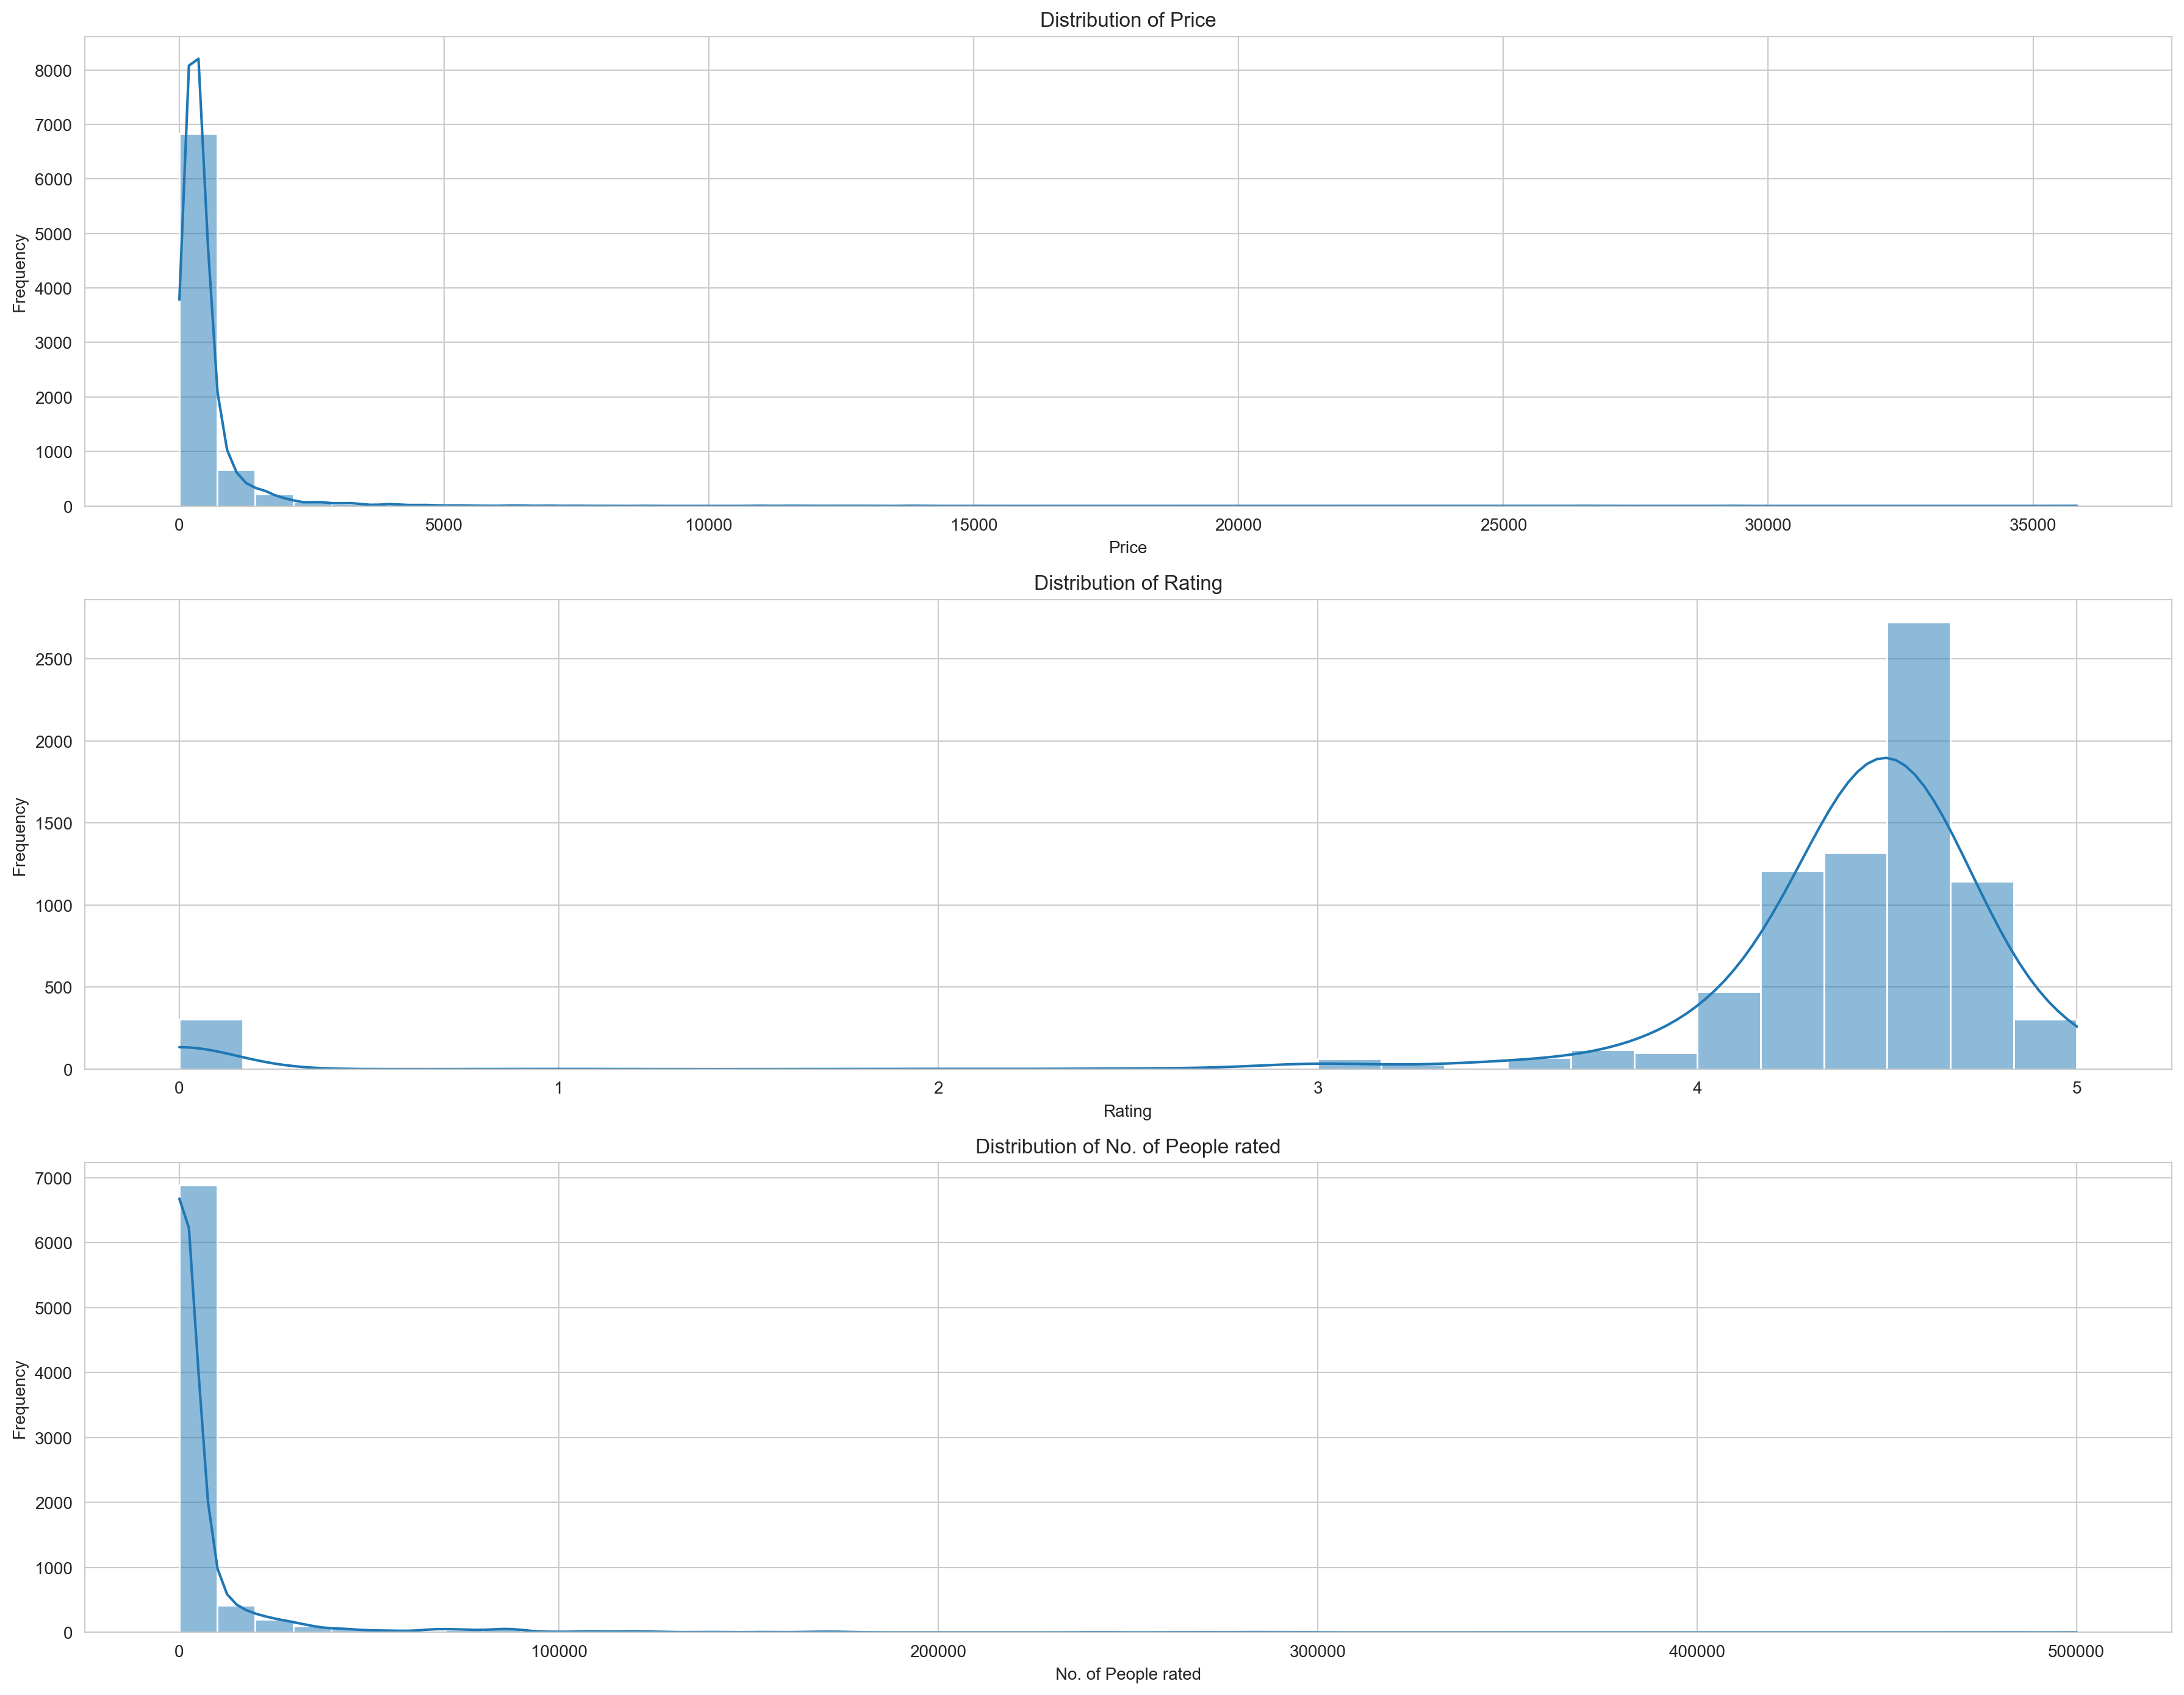 Distribution of Price
8000
7000
6000
5000
4000
3000
2000
1000
0
Frequency
0 5000 10000 15000 20000 25000 30000 35000
Price
Distribution of Rating
2500
2000
1500
1000
500
0
Frequency
0 1 2 3 4 5
Rating
Distribution of No. of People rated
7000
6000
5000
4000
3000
2000
1000
0
Frequency
0 100000 200000 300000 400000 500000
No. of People rated